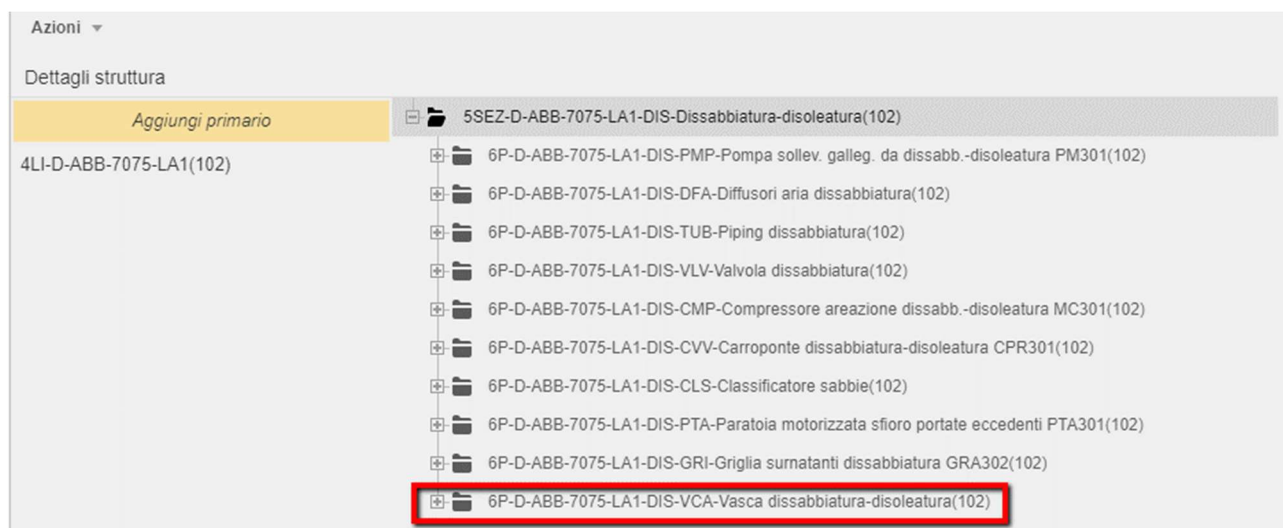 Azioni
Dettagli struttura
Aggiungi primario
4LI-D-ABB-7075-LA1(102)
5SEZ-D-ABB-7075-LA1-DIS-Dissabbiatura-disoleatura(102)
6P-D-ABB-7075-LA1-DIS-PMP-Pompa sollev. galleg. da dissabb.-disoleatura PM301(102)
6P-D-ABB-7075-LA1-DIS-DFA-Diffusori aria dissabbiatura(102)
6P-D-ABB-7075-LA1-DIS-TUB-Piping dissabbiatura(102)
6P-D-ABB-7075-LA1-DIS-VLV-Valvola dissabbiatura(102)
6P-D-ABB-7075-LA1-DIS-CMP-Compressore areazione dissabb.-disoleatura MC301(102)
6P-D-ABB-7075-LA1-DIS-CVV-Carroponte dissabbiatura-disoleatura CPR301(102)
6P-D-ABB-7075-LA1-DIS-CLS-Classificatore sabbie(102)
6P-D-ABB-7075-LA1-DIS-PTA-Paratoia motorizzata sfioro portate eccedenti PTA301(102)
6P-D-ABB-7075-LA1-DIS-GRI-Griglia surnatanti dissabbiatura GRA302(102)
6P-D-ABB-7075-LA1-DIS-VCA-Vasca dissabbiatura-disoleatura(102)